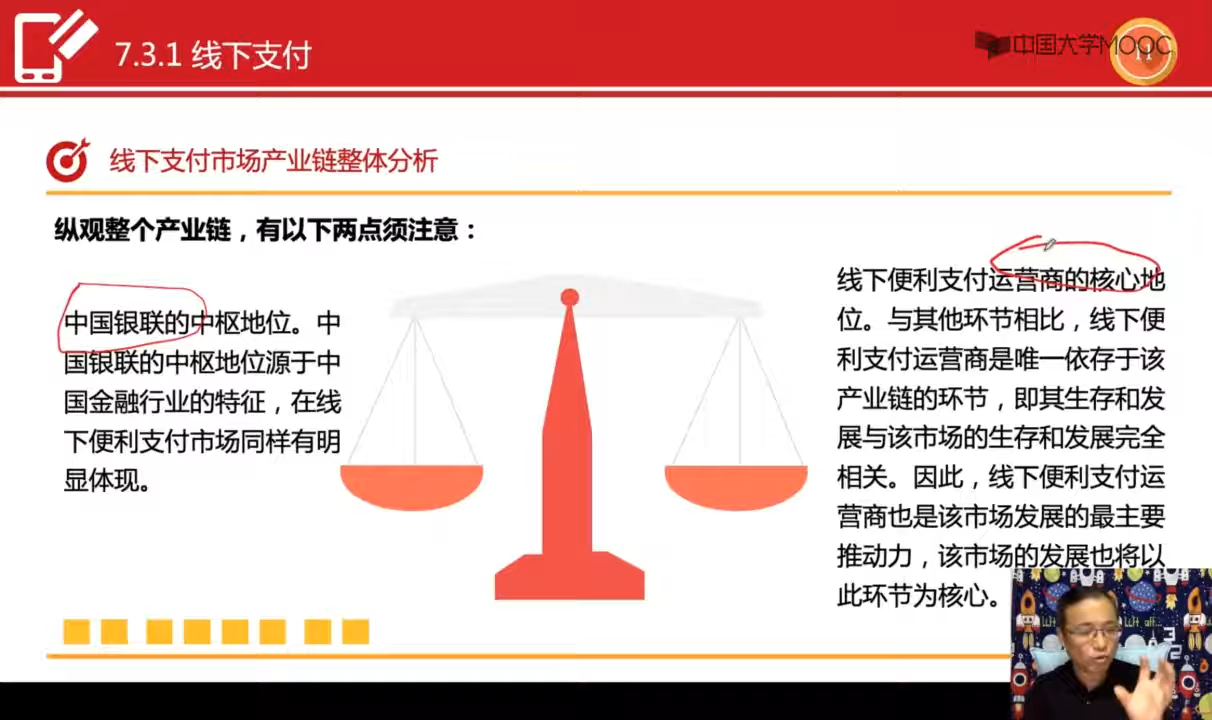 7.3.1 线下支付
中国大学MOOC
线下支付市场产业链整体分析
纵观整个产业链，有以下两点须注意：
中国银联的中枢地位。中
国银联的中枢地位源于中
国金融行业的特征，在线
下便利支付市场同样有明
显体现。
线下便利支付运营商的核心地
位。与其他环节相比，线下便
利支付运营商是唯一依存于该
产业链的环节，即其生存和发
展与该市场的生存和发展完全
相关。因此，线下便利支付运
营商也是该市场发展的最主要
推动力，该市场的发展也将以
此环节为核心。